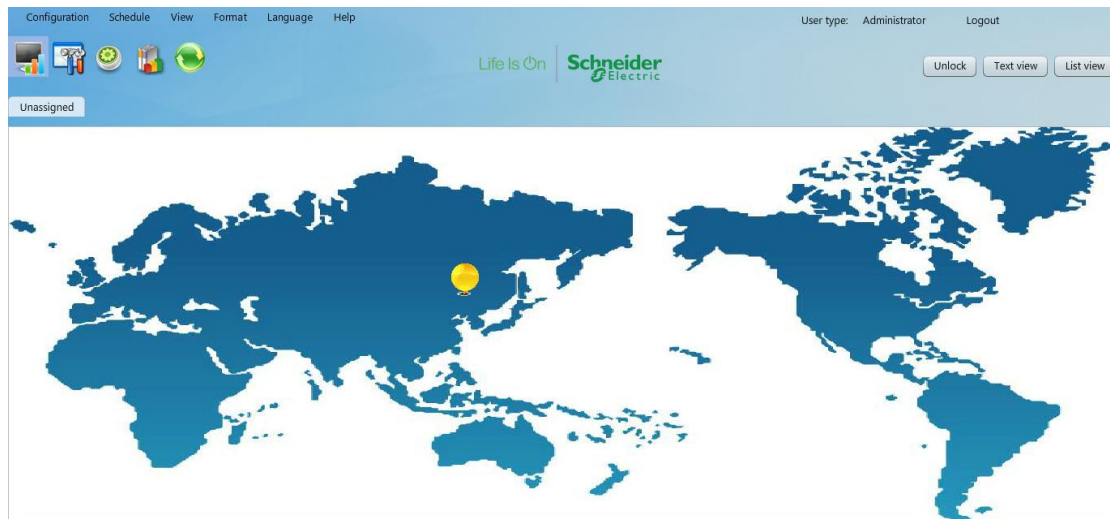 Configuration Schedule View Format Language Help
User type: Administrator Logout
Life Is On Schneider Electric
Unlock Text view List view
Unassigned